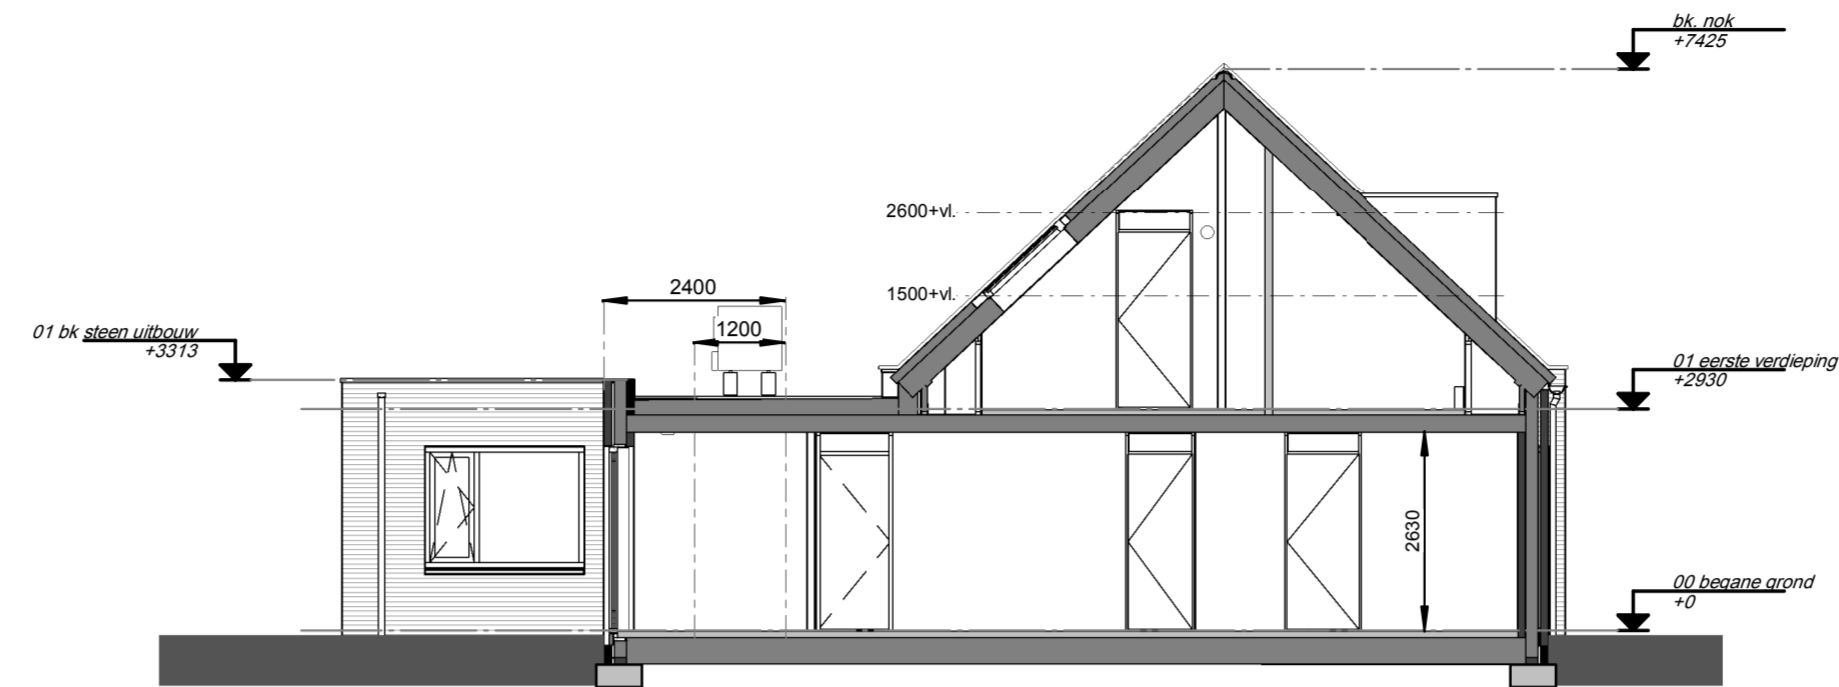 bk. nok
+7425
2600+vl.
2400
1500+vl.
1200
01 bk steen uitbouw
+3313
01 eerste verdieping
+2930
2630
00 begane grond
+0